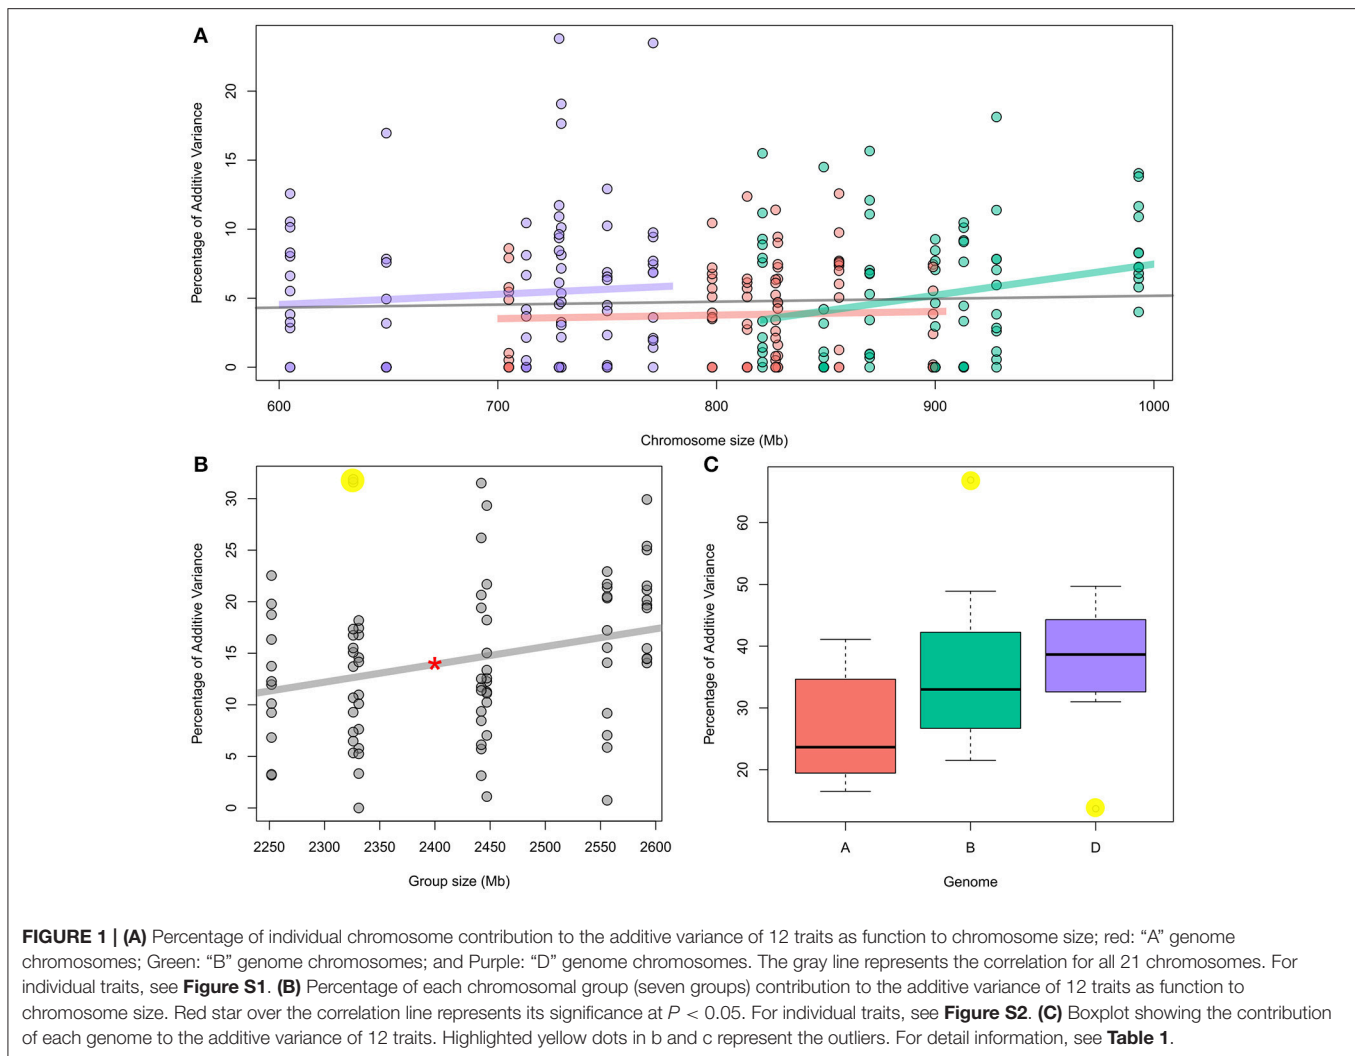 A
Percentage of Additive Variance
20
15
10
5
0
600 700 800 900 1000
Chromosome size (Mb)
B
Percentage of Additive Variance
30
25
20
15
10
5
0
*
2250 2300 2350 2400 2450 2500 2550 2600
Group size (Mb)
C
Percentage of Additive Variance
60
50
40
30
20
A B D
Genome
FIGURE 1 | (A) Percentage of individual chromosome contribution to the additive variance of 12 traits as function to chromosome size; red: “A” genome
chromosomes; Green: “B” genome chromosomes; and Purple: “D” genome chromosomes. The gray line represents the correlation for all 21 chromosomes. For
individual traits, see Figure S1. (B) Percentage of each chromosomal group (seven groups) contribution to the additive variance of 12 traits as function to
chromosome size. Red star over the correlation line represents its significance at P < 0.05. For individual traits, see Figure S2. (C) Boxplot showing the contribution
of each genome to the additive variance of 12 traits. Highlighted yellow dots in b and c represent the outliers. For detail information, see Table 1.